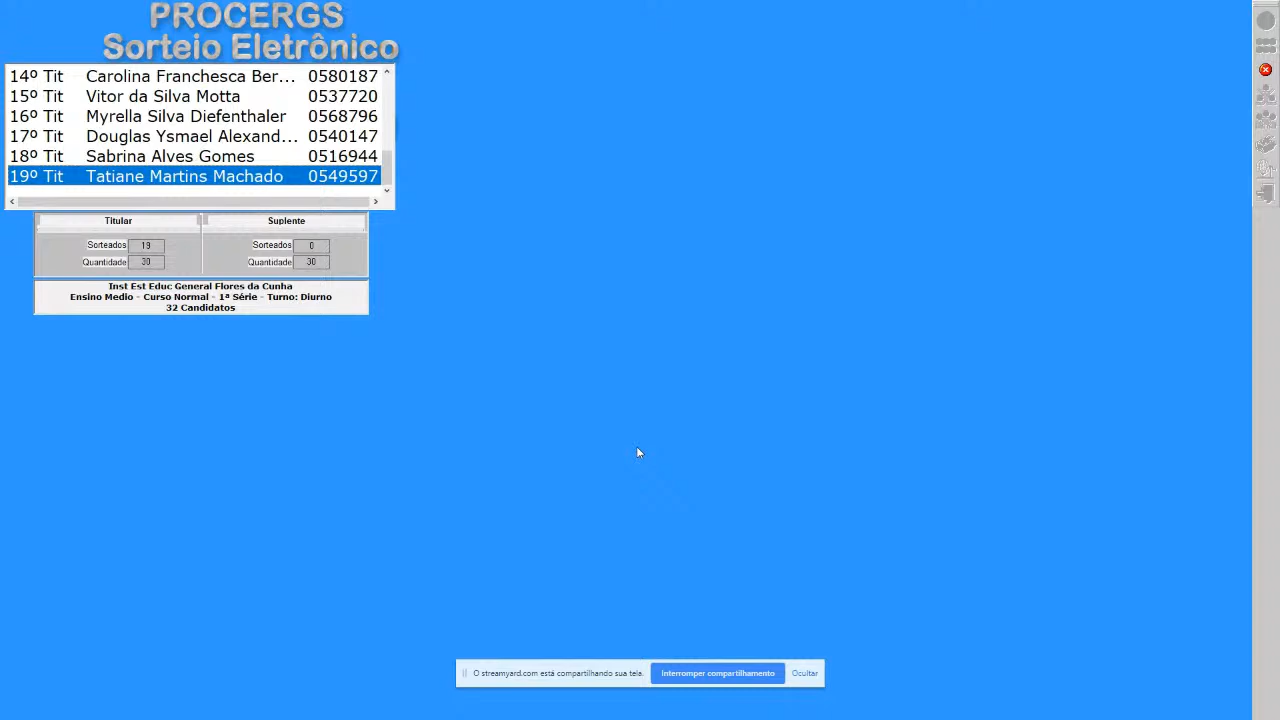 PROCERGS
Sorteio Eletrônico
14º Tit Carolina Franchesca Ber... 0580187
15º Tit Vitor da Silva Motta 0537720
16º Tit Myrella Silva Diefenthaler 0568796
17º Tit Douglas Ysmael Alexand... 0540147
18º Tit Sabrina Alves Gomes 0516944
19º Tit Tatiane Martins Machado 0549597
Titular Suplente
Sorteados 19 Sorteados 0
Quantidade 30 Quantidade 30
Inst Est Educ General Flores da Cunha
Ensino Medio - Curso Normal - 1ª Série - Turno: Diurno
32 Candidatos
O streamyard.com está compartilhando sua tela. Interromper compartilhamento Ocultar